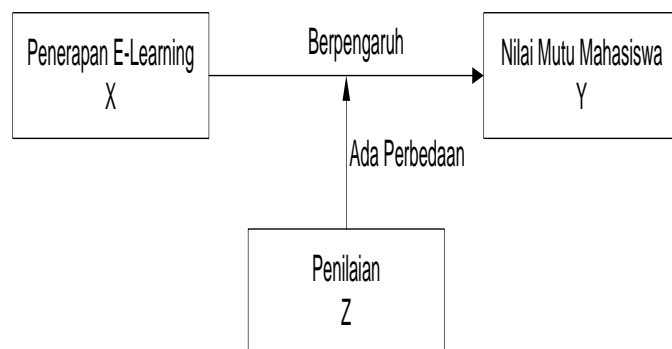 Penerapan E-Learning
X
Berpengaruh
Nilai Mutu Mahasiswa
Y
Ada Perbedaan
Penilaian
Z